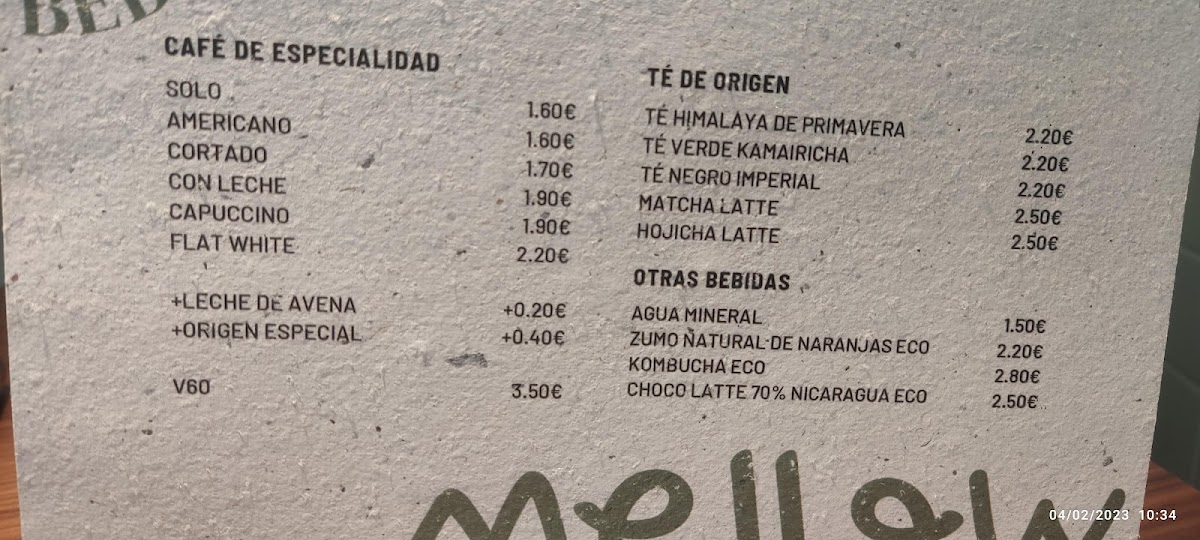 BED
CAFÉ DE ESPECIALIDAD
SOLO 1.60€
AMERICANO 1.60€
CORTADO 1.70€
CON LECHE 1.90€
CAPUCCINO 1.90€
FLAT WHITE 2.20€
+LECHE DE AVENA +0.20€
+ORIGEN ESPECIAL +0.40€
V60 3.50€
TÉ DE ORIGEN
TÉ HIMALAYA DE PRIMAVERA 2.20€
TÉ VERDE KAMAIRICHA 2.20€
TÉ NEGRO IMPERIAL 2.20€
MATCHA LATTE 2.50€
HOJICHA LATTE 2.50€
OTRAS BEBIDAS
AGUA MINERAL 1.50€
ZUMO NATURAL DE NARANJAS ECO 2.20€
KOMBUCHA ECO 2.80€
CHOCO LATTE 70% NICARAGUA ECO 2.50€
mellow
04/02/2023 10:34